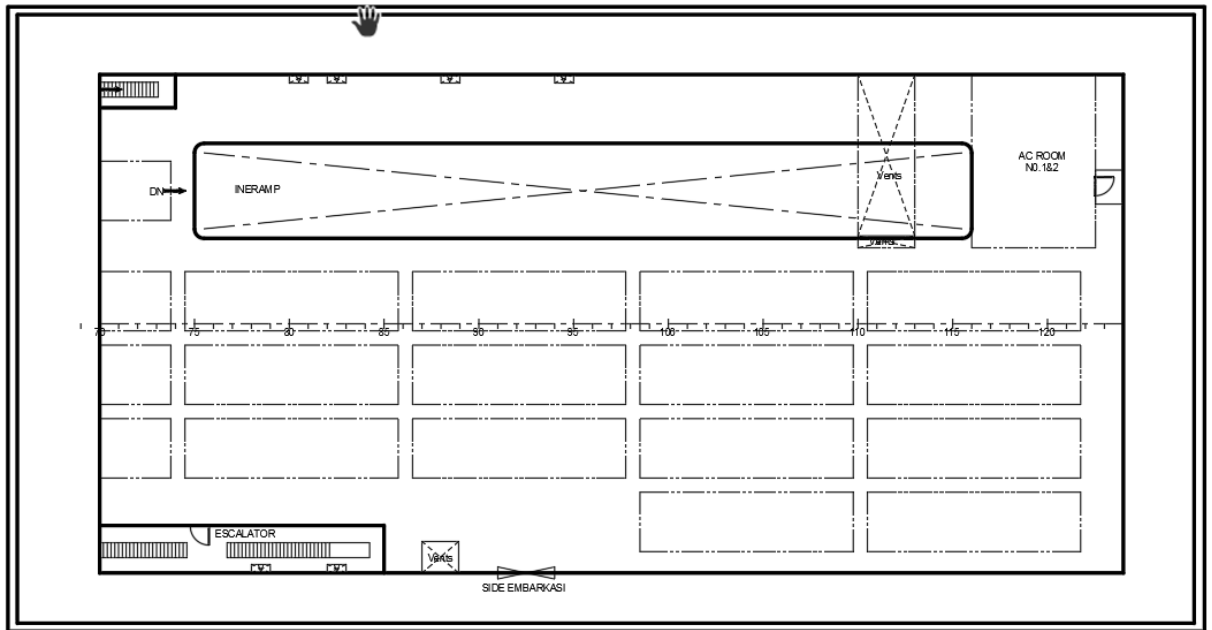 AC ROOM
N0.1&2
Vents
DN
INERAMP
70 75 80 85 90 95 100 105 110 115 120
ESCALATOR
Vents
SIDE EMBARKASI